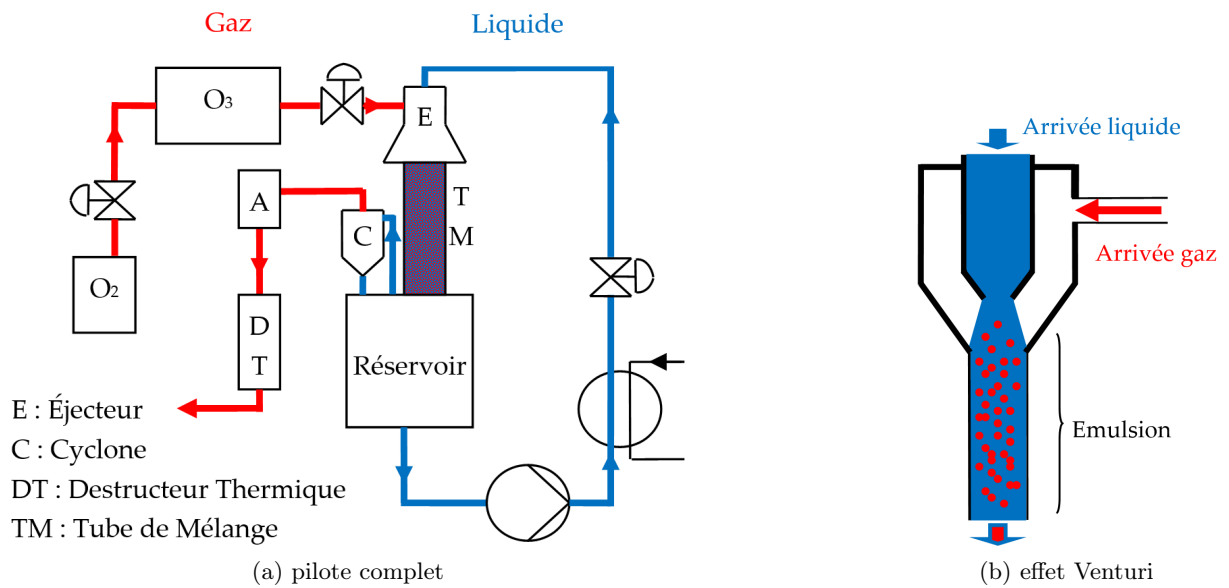 Gaz
Liquide
O₃
E
T
M
A
C
O₂
D
T
Réservoir
E : Éjecteur
C : Cyclone
DT : Destructeur Thermique
TM : Tube de Mélange
(a) pilote complet
Arrivée liquide
Arrivée gaz
Emulsion
(b) effet Venturi